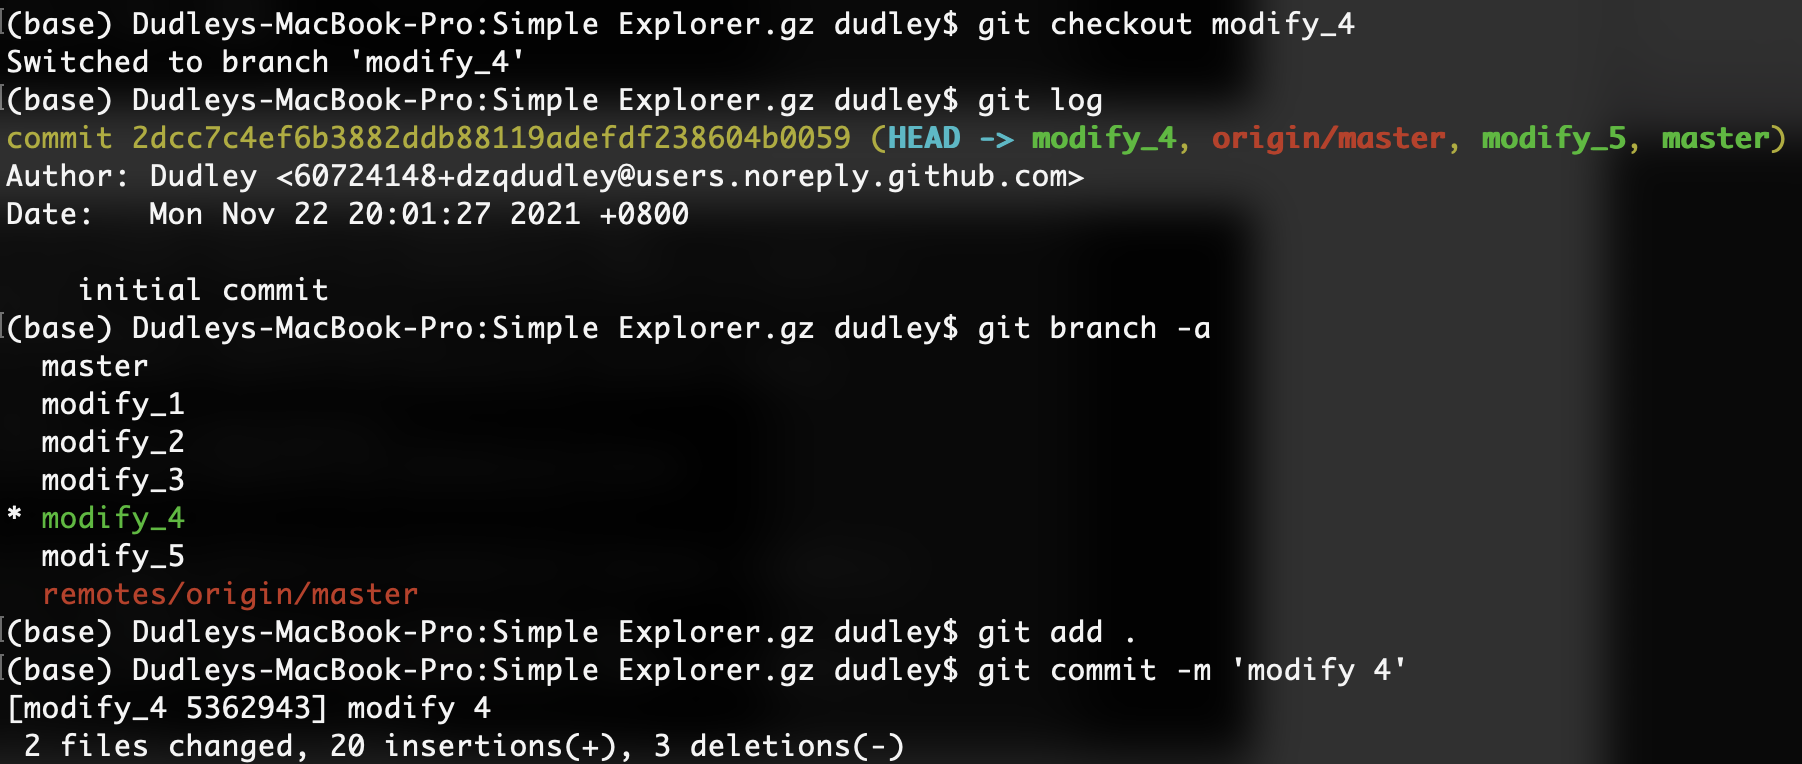 (base) Dudleys-MacBook-Pro:Simple Explorer.gz dudley$ git checkout modify_4
Switched to branch 'modify_4'
(base) Dudleys-MacBook-Pro:Simple Explorer.gz dudley$ git log
commit 2dcc7c4ef6b3882ddb88119adefdf238604b0059 (HEAD -> modify_4, origin/master, modify_5, master)
Author: Dudley <60724148+dzqdudley@users.noreply.github.com>
Date:   Mon Nov 22 20:01:27 2021 +0800
    initial commit
(base) Dudleys-MacBook-Pro:Simple Explorer.gz dudley$ git branch -a
  master
  modify_1
  modify_2
  modify_3
* modify_4
  modify_5
  remotes/origin/master
(base) Dudleys-MacBook-Pro:Simple Explorer.gz dudley$ git add .
(base) Dudleys-MacBook-Pro:Simple Explorer.gz dudley$ git commit -m 'modify 4'
[modify_4 5362943] modify 4
 2 files changed, 20 insertions(+), 3 deletions(-)